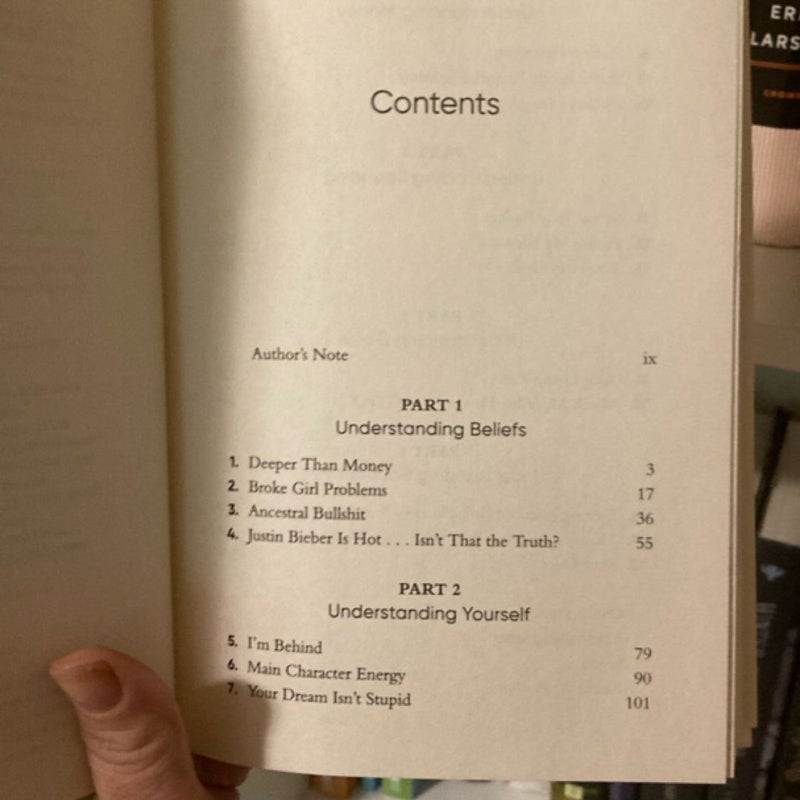 Contents
Author's Note ix
PART 1
Understanding Beliefs
1. Deeper Than Money 3
2. Broke Girl Problems 17
3. Ancestral Bullshit 36
4. Justin Bieber Is Hot . . . Isn't That the Truth? 55
PART 2
Understanding Yourself
5. I'm Behind 79
6. Main Character Energy 90
7. Your Dream Isn't Stupid 101
ER
LARS